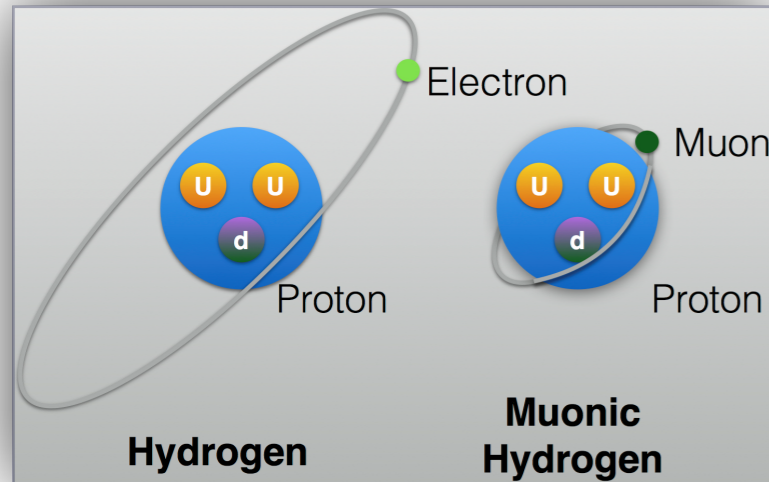 Electron
U U
d
Proton
Hydrogen
Muon
U U
d
Proton
Muonic
Hydrogen